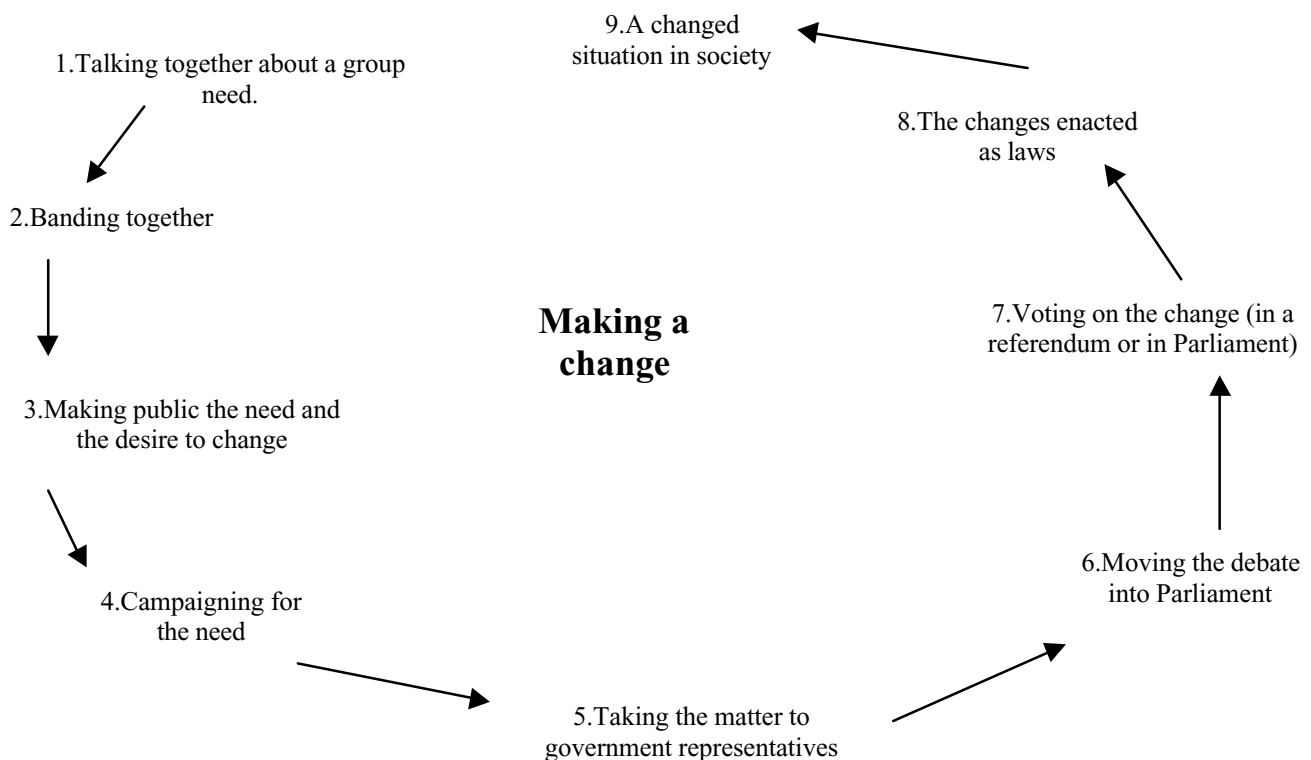 1.Talking together about a group
need.
2.Banding together
3.Making public the need and
the desire to change
4.Campaigning for
the need
5.Taking the matter to
government representatives
6.Moving the debate
into Parliament
7.Voting on the change (in a
referendum or in Parliament)
8.The changes enacted
as laws
9.A changed
situation in society
Making a
change